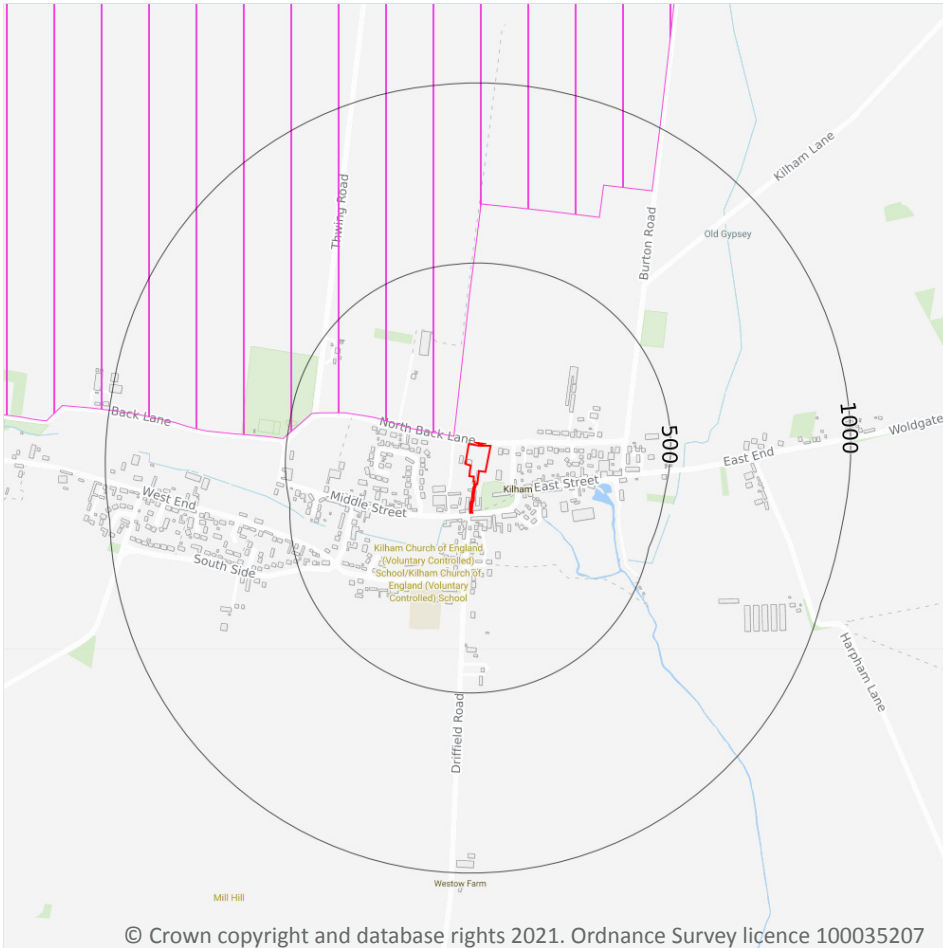 Kilham Lane
Thwing Road
Old Gypsey
Burton Road
Back Lane
1000
North Back Lane
500
Woldgate
East End
Kilham
East Street
West End
Middle Street
Kilham Church of England
(Voluntary Controlled)
School/Kilham Church of
England (Voluntary
Controlled) School
South Side
Harpham Lane
Driffield Road
Westow Farm
Mill Hill
© Crown copyright and database rights 2021. Ordnance Survey licence 100035207